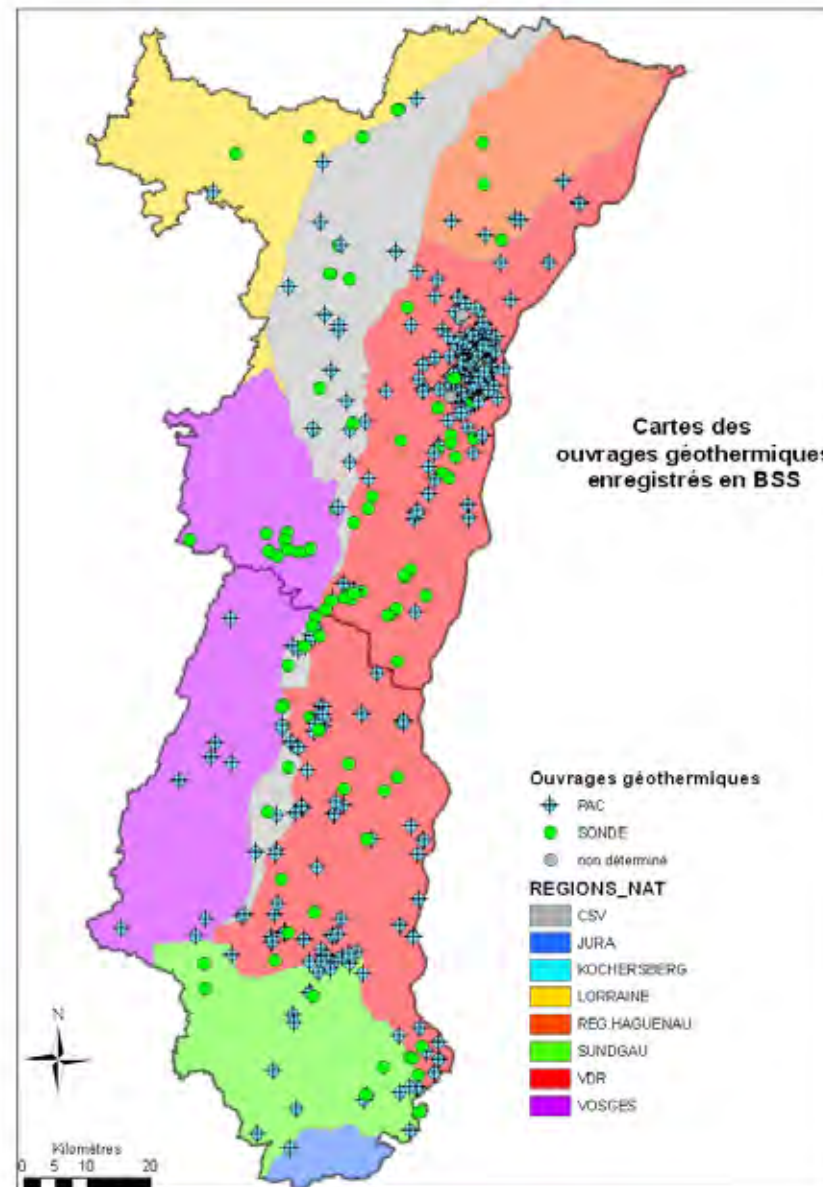 Cartes des
ouvrages géothermiques
enregistrés en BSS
Ouvrages géothermiques
PAC
SONDE
non déterminé
REGIONS_NAT
CSV
JURA
KOCHERSBERG
LORRAINE
REG.HAGUENAU
SUNDGAU
VDR
VOSGES
N
Kilomètres
0 5 10 20